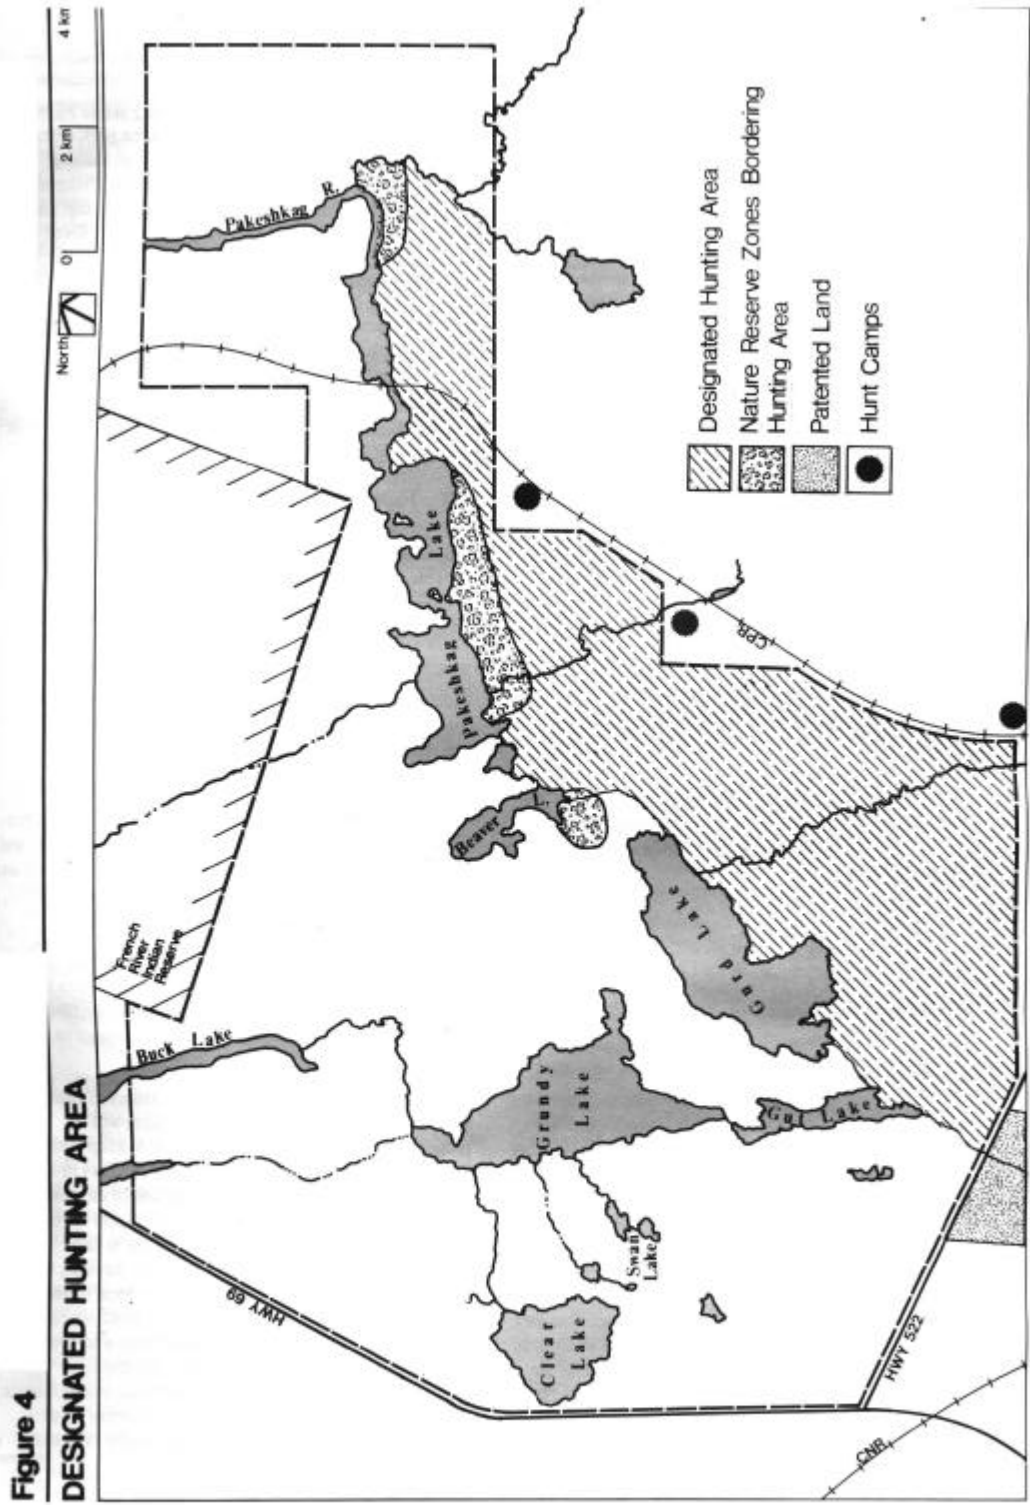 Figure 4
DESIGNATED HUNTING AREA
North
0
2 km
4 km
French
River
Indian
Reserve
Buck Lake
Pakeshkag R.
HWY 69
Grundy
Lake
Beaver L.
Pakeshkag
Lake
Clear
Lake
Swan
Lake
Gut Lake
Gurd Lake
CPR
CNR
HWY 522
Designated Hunting Area
Nature Reserve Zones Bordering
Hunting Area
Patented Land
Hunt Camps